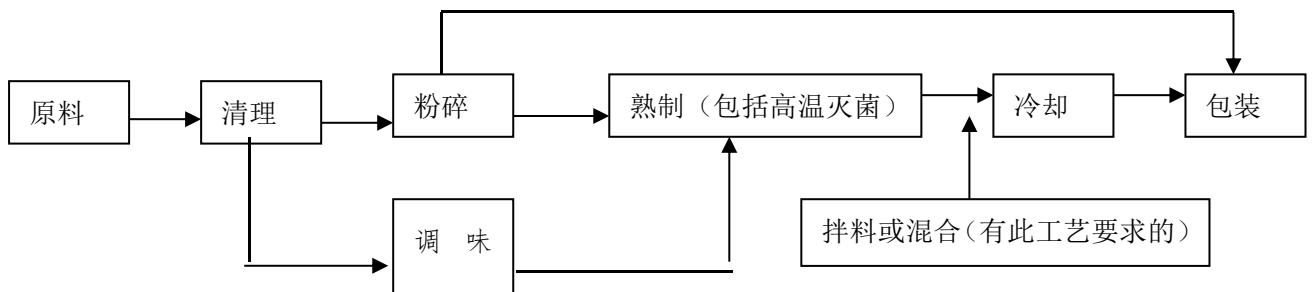 原料
清理
粉碎
熟制（包括高温灭菌）
冷却
包装
调 味
拌料或混合（有此工艺要求的）